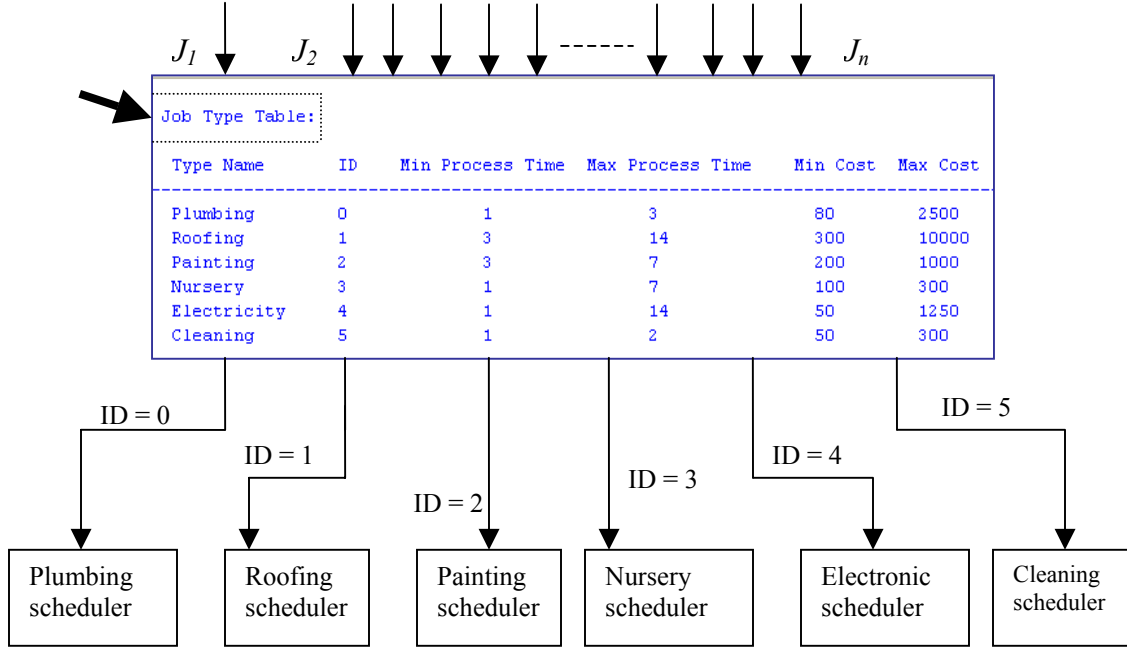 J1 J2 Jn
Job Type Table:
Type Name ID Min Process Time Max Process Time Min Cost Max Cost
Plumbing 0 1 3 80 2500
Roofing 1 3 14 300 10000
Painting 2 3 7 200 1000
Nursery 3 1 7 100 300
Electricity 4 1 14 50 1250
Cleaning 5 1 2 50 300
ID = 0
ID = 1
ID = 2
ID = 3
ID = 4
ID = 5
Plumbing
scheduler
Roofing
scheduler
Painting
scheduler
Nursery
scheduler
Electronic
scheduler
Cleaning
scheduler